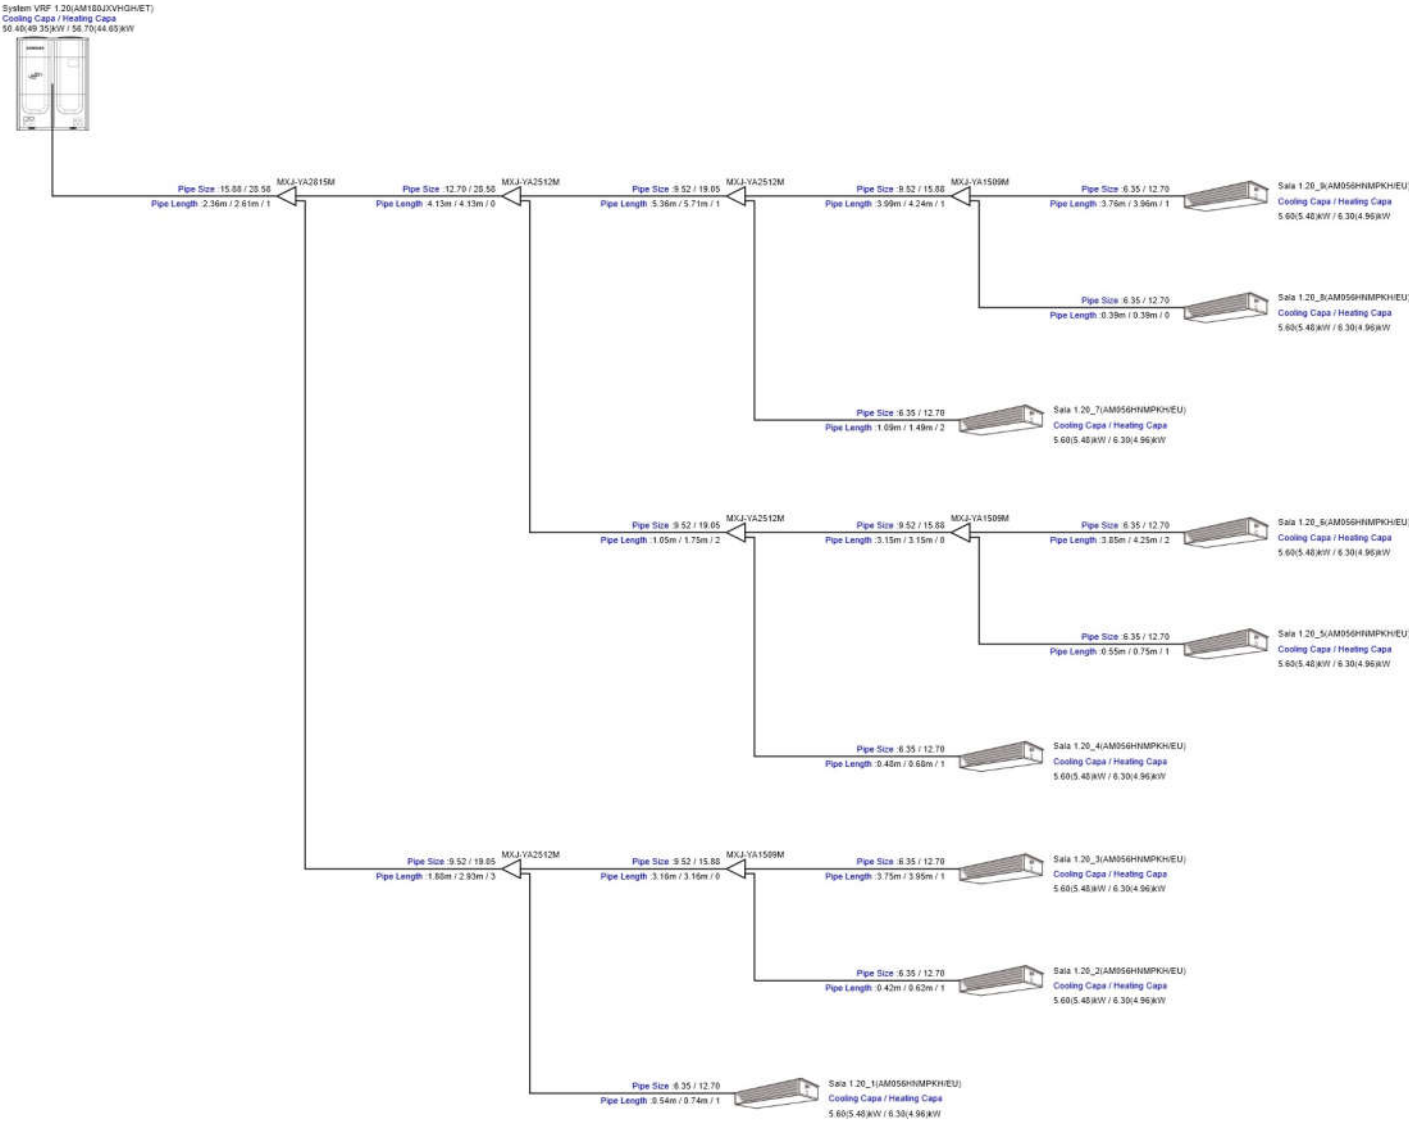 System VRF 1.20(AM180JXVHGH/ET)
Cooling Capa / Heating Capa
50.40(49.35)kW / 56.70(44.65)kW
SAMSUNG
MXJ-YA2815M
Pipe Size :15.88 / 28.58
Pipe Length :2.36m / 2.61m / 1
MXJ-YA2512M
Pipe Size :12.70 / 28.58
Pipe Length :4.13m / 4.13m / 0
MXJ-YA2512M
Pipe Size :9.52 / 19.05
Pipe Length :5.36m / 5.71m / 1
MXJ-YA1509M
Pipe Size :9.52 / 15.88
Pipe Length :3.99m / 4.24m / 1
Pipe Size :6.35 / 12.70
Pipe Length :3.76m / 3.96m / 1
Sala 1.20_9(AM056HNMPKH/EU)
Cooling Capa / Heating Capa
5.60(5.48)kW / 6.30(4.96)kW
Pipe Size :6.35 / 12.70
Pipe Length :0.39m / 0.39m / 0
Sala 1.20_8(AM056HNMPKH/EU)
Cooling Capa / Heating Capa
5.60(5.48)kW / 6.30(4.96)kW
Pipe Size :6.35 / 12.70
Pipe Length :1.09m / 1.49m / 2
Sala 1.20_7(AM056HNMPKH/EU)
Cooling Capa / Heating Capa
5.60(5.48)kW / 6.30(4.96)kW
MXJ-YA2512M
Pipe Size :9.52 / 19.05
Pipe Length :1.05m / 1.75m / 2
MXJ-YA1509M
Pipe Size :9.52 / 15.88
Pipe Length :3.15m / 3.15m / 0
Pipe Size :6.35 / 12.70
Pipe Length :3.85m / 4.25m / 2
Sala 1.20_6(AM056HNMPKH/EU)
Cooling Capa / Heating Capa
5.60(5.48)kW / 6.30(4.96)kW
Pipe Size :6.35 / 12.70
Pipe Length :0.55m / 0.75m / 1
Sala 1.20_5(AM056HNMPKH/EU)
Cooling Capa / Heating Capa
5.60(5.48)kW / 6.30(4.96)kW
Pipe Size :6.35 / 12.70
Pipe Length :0.48m / 0.68m / 1
Sala 1.20_4(AM056HNMPKH/EU)
Cooling Capa / Heating Capa
5.60(5.48)kW / 6.30(4.96)kW
MXJ-YA2512M
Pipe Size :9.52 / 19.05
Pipe Length :1.88m / 2.93m / 3
MXJ-YA1509M
Pipe Size :9.52 / 15.88
Pipe Length :3.16m / 3.16m / 0
Pipe Size :6.35 / 12.70
Pipe Length :3.75m / 3.95m / 1
Sala 1.20_3(AM056HNMPKH/EU)
Cooling Capa / Heating Capa
5.60(5.48)kW / 6.30(4.96)kW
Pipe Size :6.35 / 12.70
Pipe Length :0.42m / 0.62m / 1
Sala 1.20_2(AM056HNMPKH/EU)
Cooling Capa / Heating Capa
5.60(5.48)kW / 6.30(4.96)kW
Pipe Size :6.35 / 12.70
Pipe Length :0.54m / 0.74m / 1
Sala 1.20_1(AM056HNMPKH/EU)
Cooling Capa / Heating Capa
5.60(5.48)kW / 6.30(4.96)kW